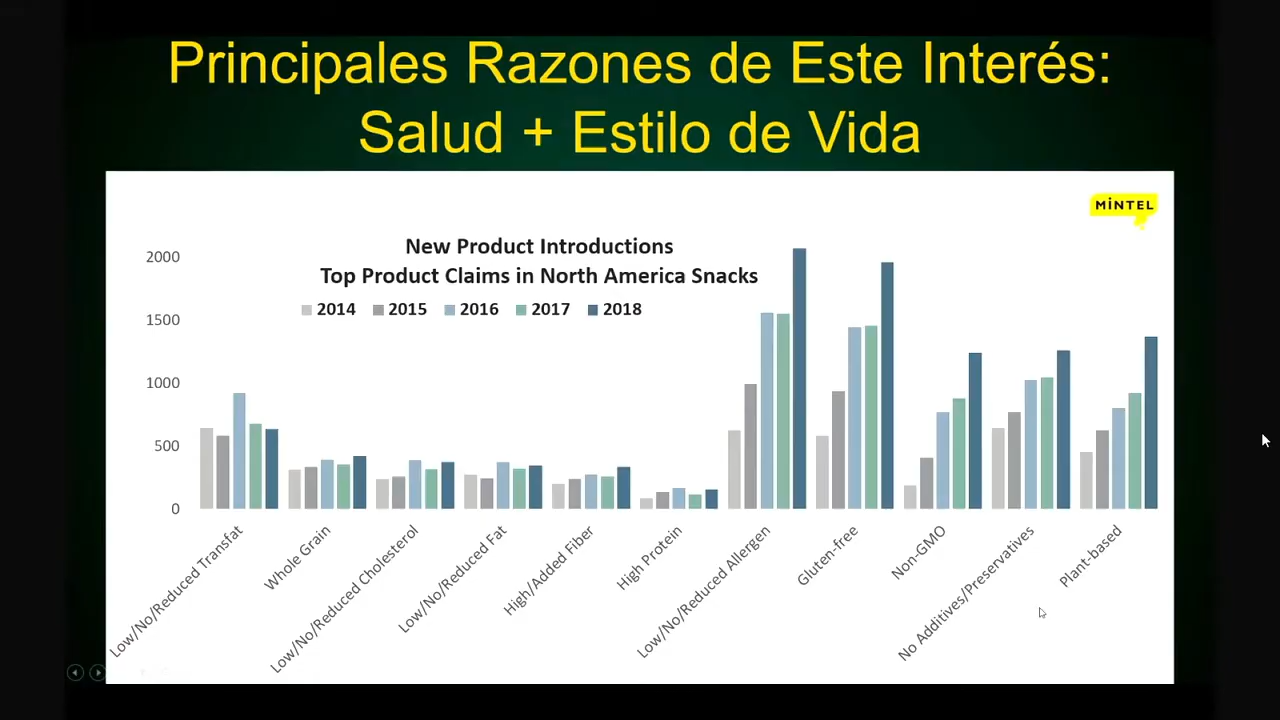 Principales Razones de Este Interés:
Salud + Estilo de Vida
MiNTEL
New Product Introductions
Top Product Claims in North America Snacks
2014 2015 2016 2017 2018
2000
1500
1000
500
0
Low/No/Reduced Transfat
Whole Grain
Low/No/Reduced Cholesterol
Low/No/Reduced Fat
High/Added Fiber
High Protein
Low/No/Reduced Allergen
Gluten-free
Non-GMO
No Additives/Preservatives
Plant-based